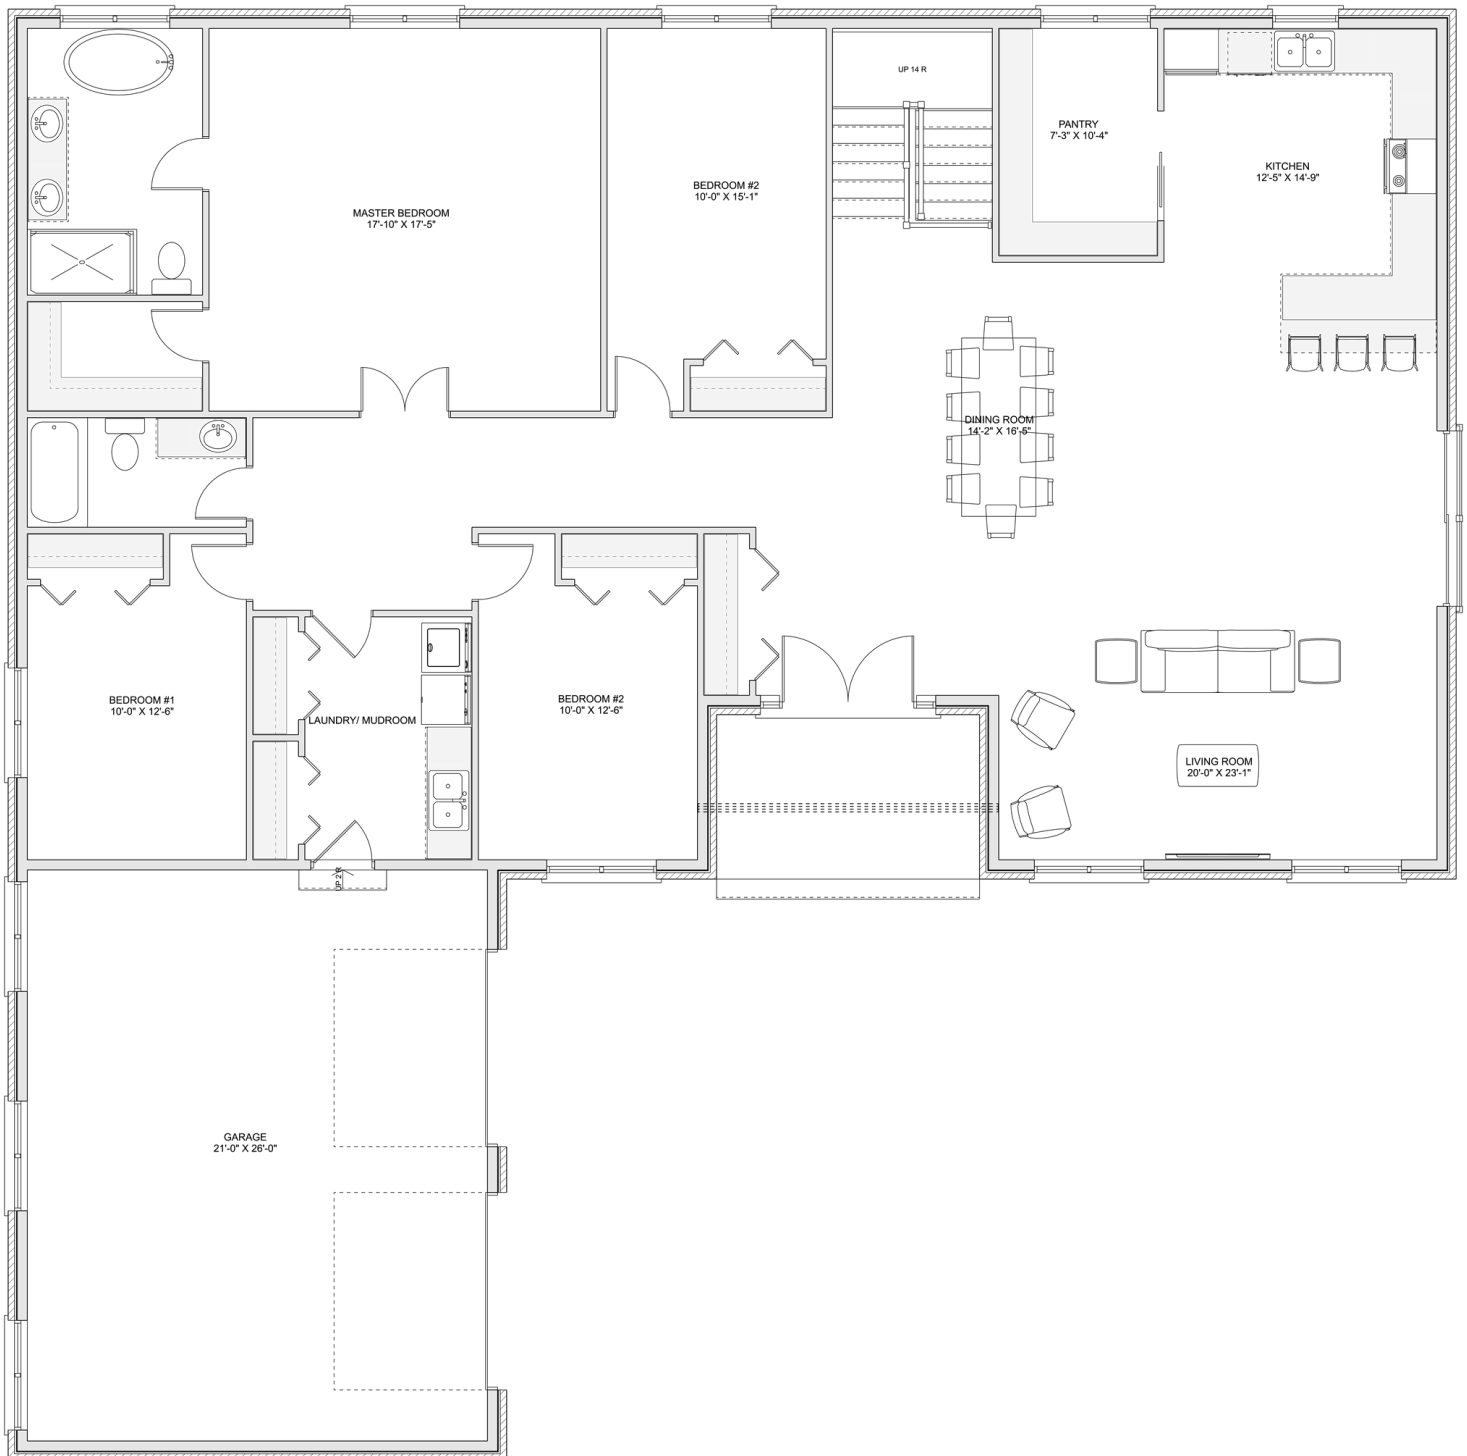 UP 14 R
PANTRY
7'-3" X 10'-4"
KITCHEN
12'-5" X 14'-9"
BEDROOM #2
10'-0" X 15'-1"
MASTER BEDROOM
17'-10" X 17'-5"
DINING ROOM
14'-2" X 16'-5"
BEDROOM #1
10'-0" X 12'-6"
LAUNDRY/ MUDROOM
BEDROOM #2
10'-0" X 12'-6"
LIVING ROOM
20'-0" X 23'-1"
UP 2 R
GARAGE
21'-0" X 26'-0"